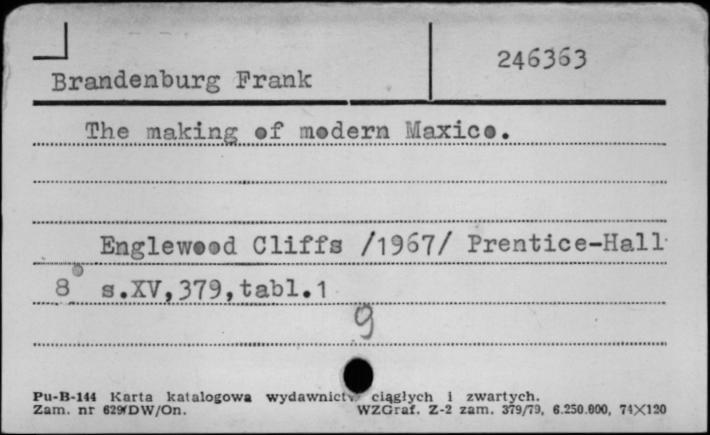 246363
Brandenburg Frank
The making of modern Maxico.
Englewood Cliffs /1967/ Prentice-Hall
8° s.XV,379,tabl.1
9
Pu-B-144 Karta katalogowa wydawnictw ciągłych i zwartych.
Zam. nr 629/DW/On. WZGraf. Z-2 zam. 379/79, 6.250.000, 74X120